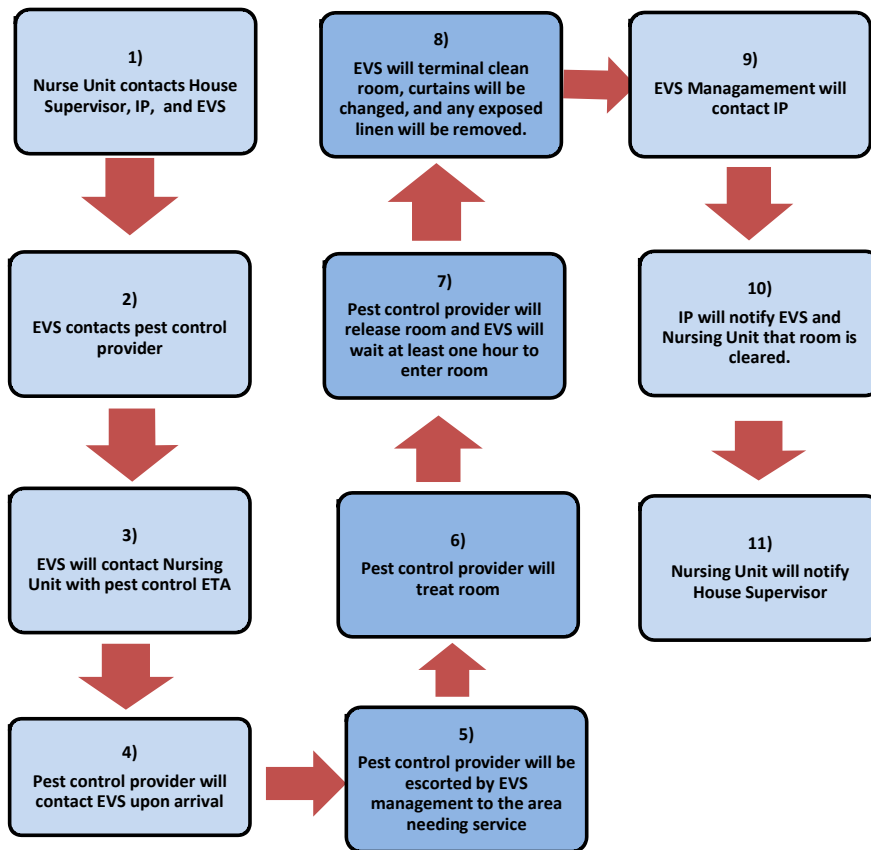 1)
Nurse Unit contacts House
Supervisor, IP, and EVS
2)
EVS contacts pest control
provider
3)
EVS will contact Nursing
Unit with pest control ETA
4)
Pest control provider will
contact EVS upon arrival
5)
Pest control provider will be
escorted by EVS
management to the area
needing service
6)
Pest control provider will
treat room
7)
Pest control provider will
release room and EVS will
wait at least one hour to
enter room
8)
EVS will terminal clean
room, curtains will be
changed, and any exposed
linen will be removed.
9)
EVS Managamement will
contact IP
10)
IP will notify EVS and
Nursing Unit that room is
cleared.
11)
Nursing Unit will notify
House Supervisor